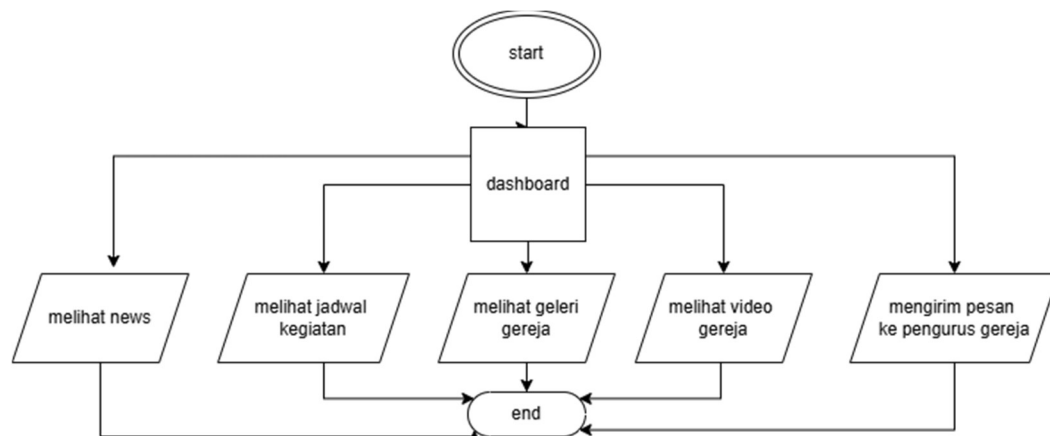 start
dashboard
melihat news
melihat jadwal
kegiatan
melihat geleri
gereja
melihat video
gereja
mengirim pesan
ke pengurus gereja
end